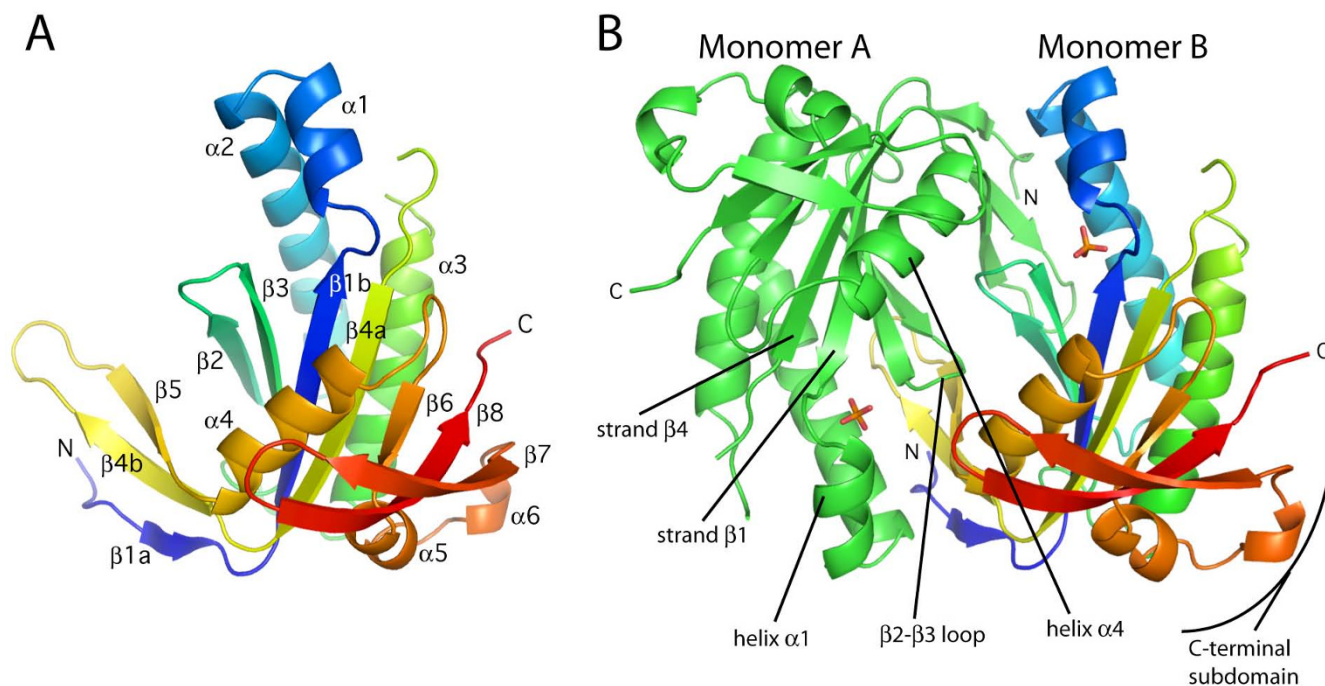 A
α1
α2
α3
β3
β1b
β4a
C
β2
β5
β6
β8
α4
β7
N
β4b
α6
α5
β1a
B
Monomer A
Monomer B
N
C
C
strand β4
N
strand β1
helix α1
β2-β3 loop
helix α4
C-terminal
subdomain